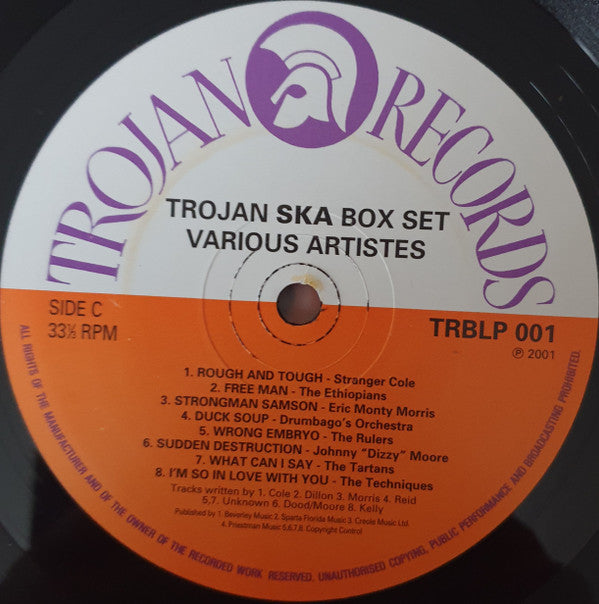 TROJAN RECORDS
TROJAN SKA BOX SET
VARIOUS ARTISTES
SIDE C
33⅓ RPM
TRBLP 001
℗ 2001
1. ROUGH AND TOUGH - Stranger Cole
2. FREE MAN - The Ethiopians
3. STRONGMAN SAMSON - Eric Monty Morris
4. DUCK SOUP - Drumbago's Orchestra
5. WRONG EMBRYO - The Rulers
6. SUDDEN DESTRUCTION - Johnny "Dizzy" Moore
7. WHAT CAN I SAY - The Tartans
8. I'M SO IN LOVE WITH YOU - The Techniques
Tracks written by 1. Cole 2. Dillon 3. Morris 4. Reid
5,7. Unknown 6. Dood/Moore 8. Kelly
Published by 1. Beverley Music 2. Sparta Florida Music 3. Creole Music Ltd.
4. Priestman Music 5,6,7,8. Copyright Control
ALL RIGHTS OF THE MANUFACTURER AND OF THE OWNER OF THE RECORDED WORK RESERVED. UNAUTHORISED COPYING, PUBLIC PERFORMANCE AND BROADCASTING PROHIBITED.